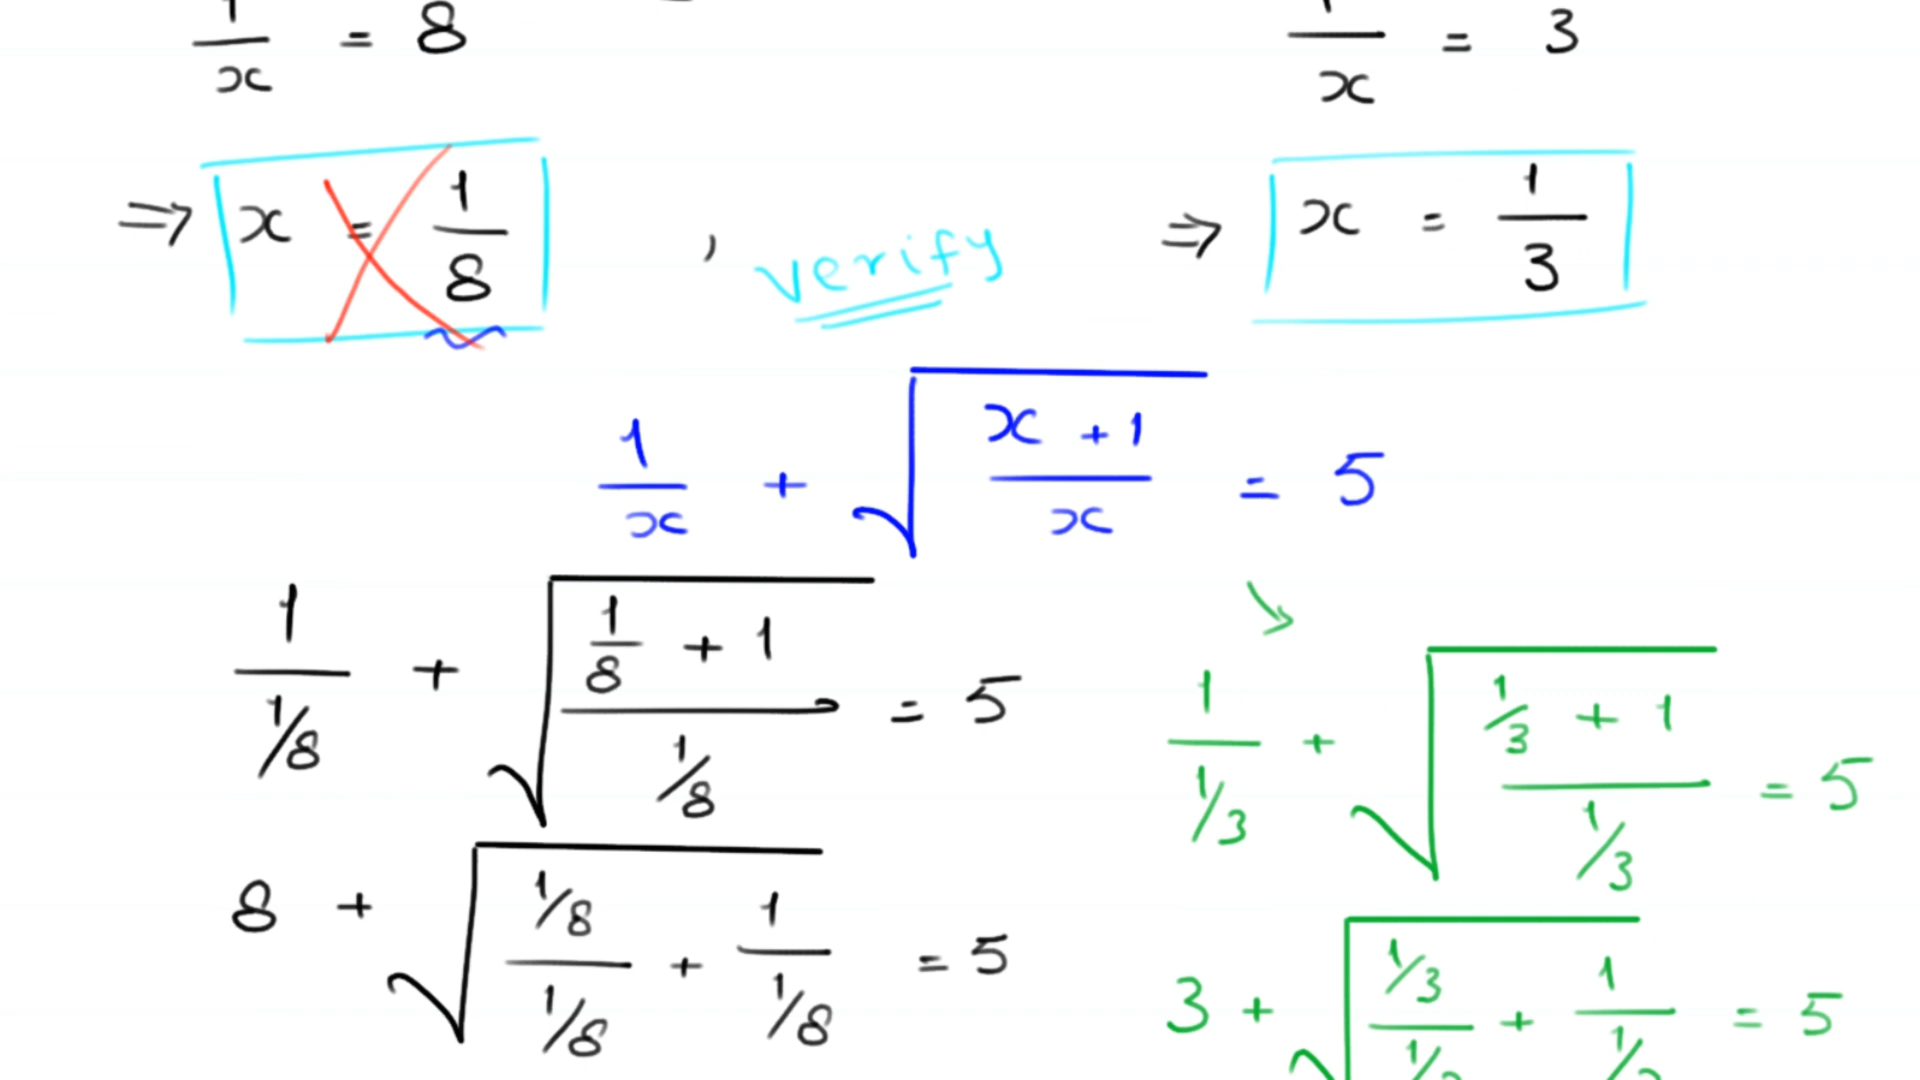 1/x = 8
1/x = 3
⇒ x = 1/8 , verify ⇒ x = 1/3
1/x + √((x + 1)/x) = 5
1/(1/8) + √((1/8 + 1)/(1/8)) = 5
1/(1/3) + √((1/3 + 1)/(1/3)) = 5
8 + √((1/8)/(1/8) + 1/(1/8)) = 5
3 + √((1/3)/(1/3) + 1/(1/3)) = 5